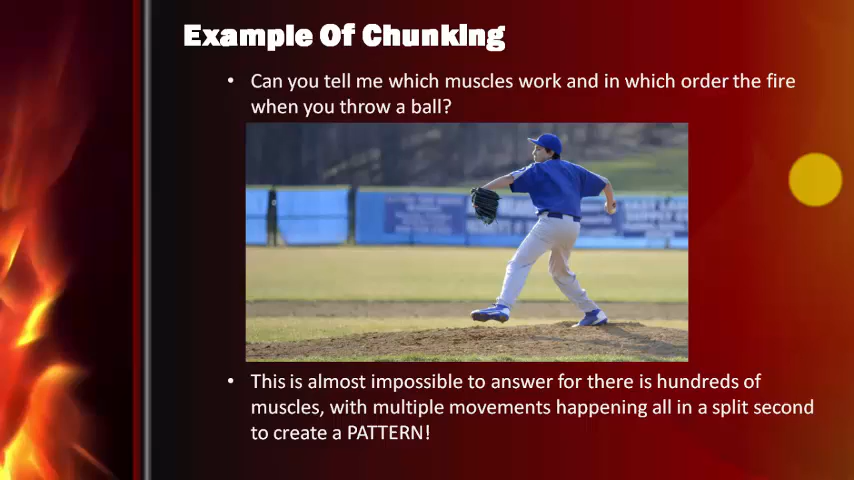 Example Of Chunking
• Can you tell me which muscles work and in which order the fire
when you throw a ball?
• This is almost impossible to answer for there is hundreds of
muscles, with multiple movements happening all in a split second
to create a PATTERN!